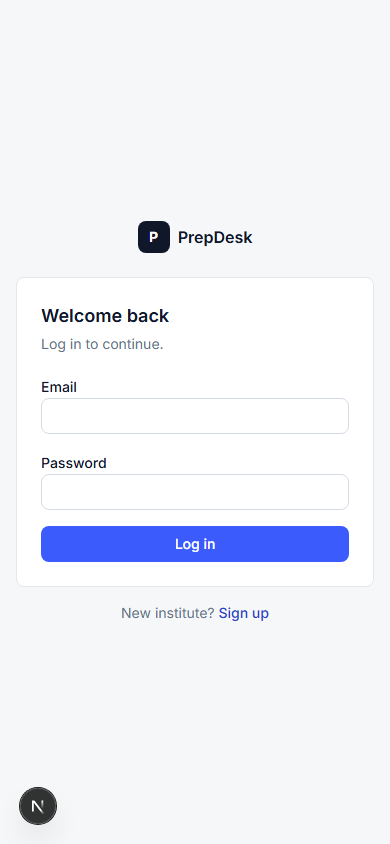 P PrepDesk
Welcome back
Log in to continue.
Email
Password
Log in
New institute? Sign up
N